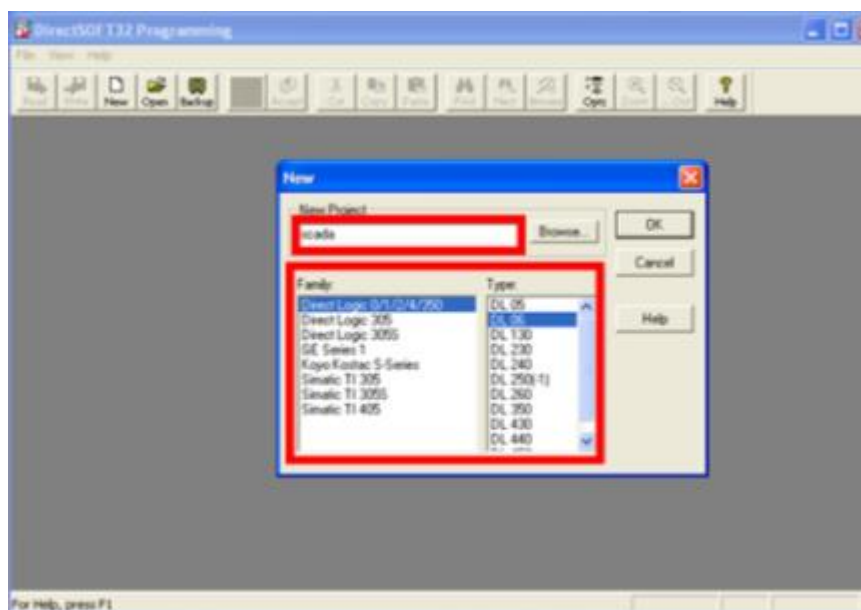 DirectSOFT32 Programming
File View Help
Read Write New Open Backup Accept Cut Copy Paste Find Next Browse Optns Zoom Out Help
New
New Project
scada
Browse...
OK
Cancel
Family:
Type:
Help
Direct Logic 0/1/2/4/350
DL 05
Direct Logic 305
DL 06
Direct Logic 305S
DL 130
GE Series 1
DL 230
Koyo Kostac S-Series
DL 240
Simatic TI 305
DL 250(-1)
Simatic TI 305S
DL 260
Simatic TI 405
DL 350
DL 430
DL 440
For Help, press F1